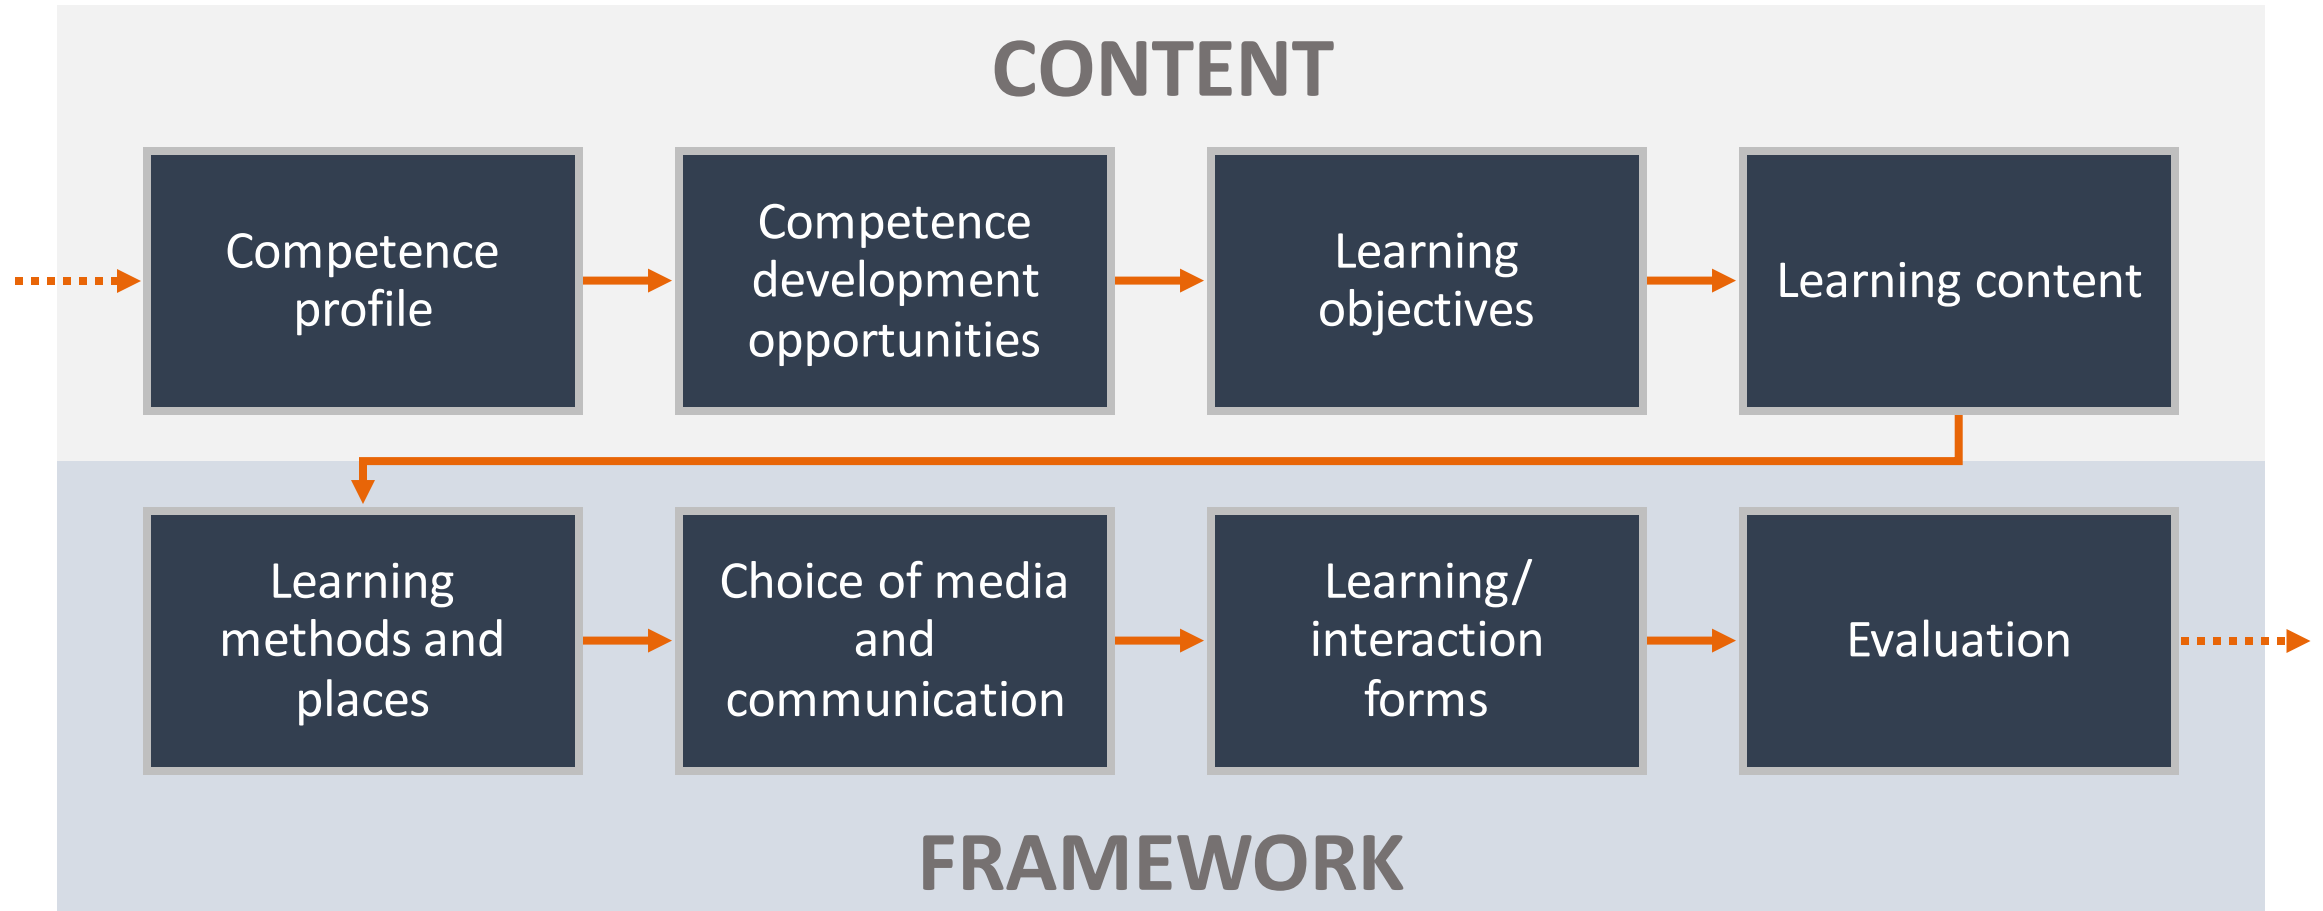 CONTENT
Competence
profile
Competence
development
opportunities
Learning
objectives
Learning content
Learning
methods and
places
Choice of media
and
communication
Learning/
interaction
forms
Evaluation
FRAMEWORK